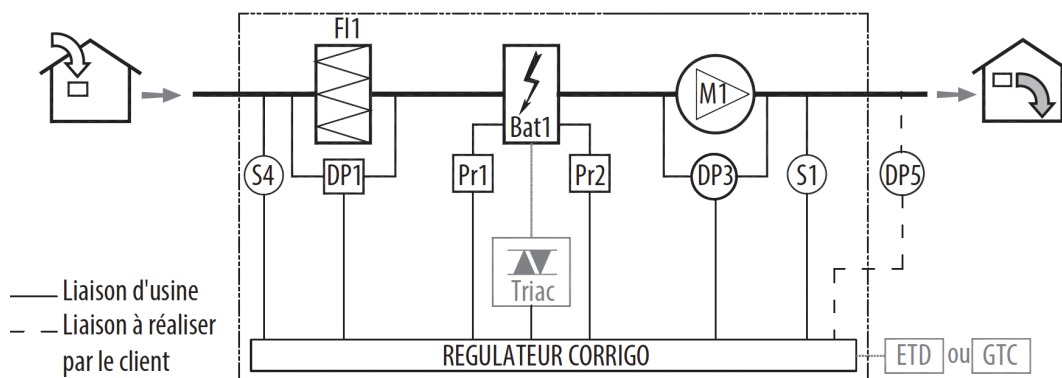 FI1
M1
Bat1
S4
DP1
Pr1
Pr2
DP3
S1
DP5
Triac
Liaison d'usine
Liaison à réaliser
par le client
REGULATEUR CORRIGO
ETD ou GTC